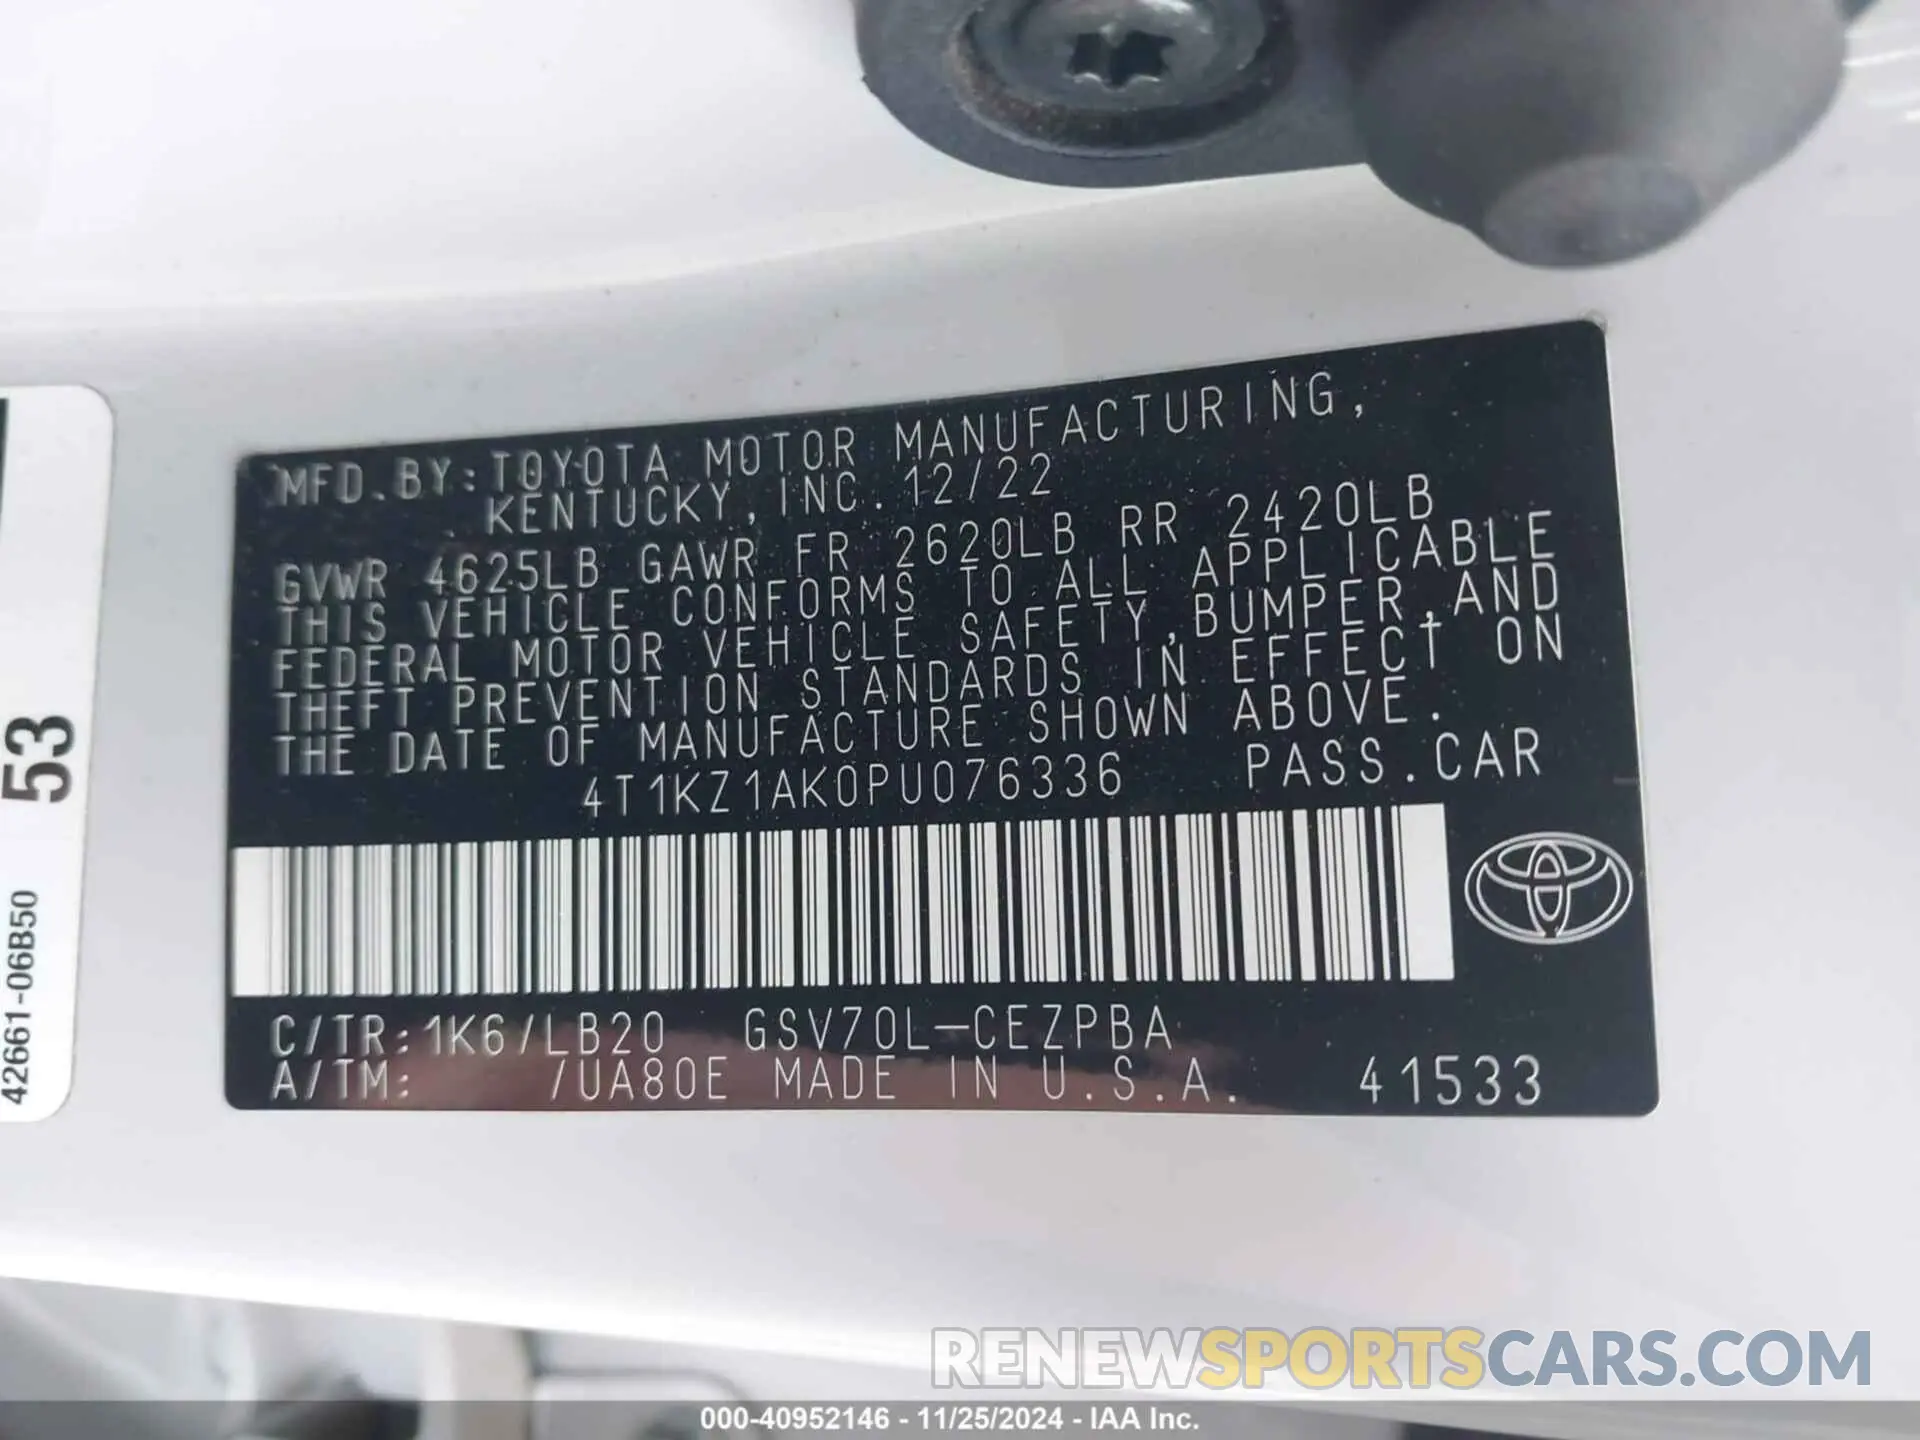 MFD. BY: TOYOTA MOTOR MANUFACTURING,
KENTUCKY, INC. 12/22
GVWR 4625LB GAWR FR 2620LB RR 2420LB
THIS VEHICLE CONFORMS TO ALL APPLICABLE
FEDERAL MOTOR VEHICLE SAFETY, BUMPER, AND
THEFT PREVENTION STANDARDS IN EFFECT ON
THE DATE OF MANUFACTURE SHOWN ABOVE.
4T1KZ1AK0PU076336 PASS. CAR
C/TR: 1K6/LB20 GSV70L-CEZPBA
A/TM: /UA80E MADE IN U.S.A. 41533
53
42661-06B50
RENEWSPORTSCARS.COM
000-40952146 - 11/25/2024 - IAA Inc.